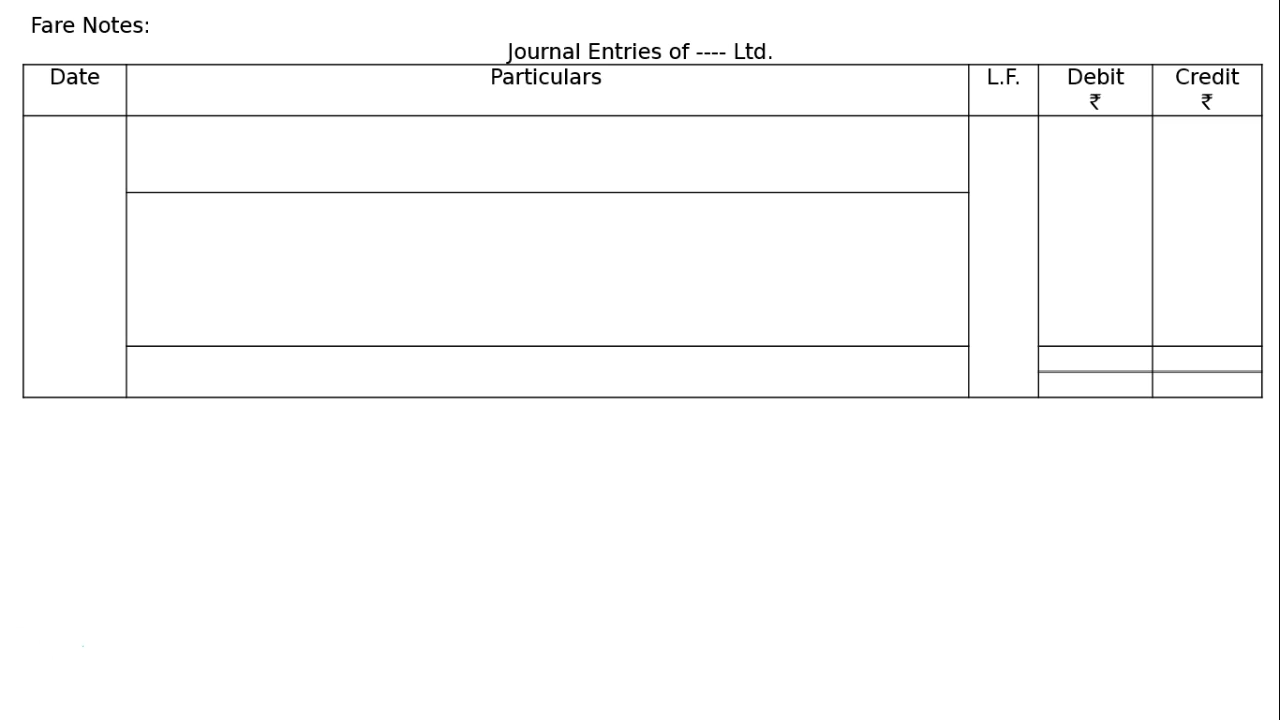 Fare Notes:
Journal Entries of ---- Ltd.
Date Particulars L.F. Debit Credit
₹ ₹